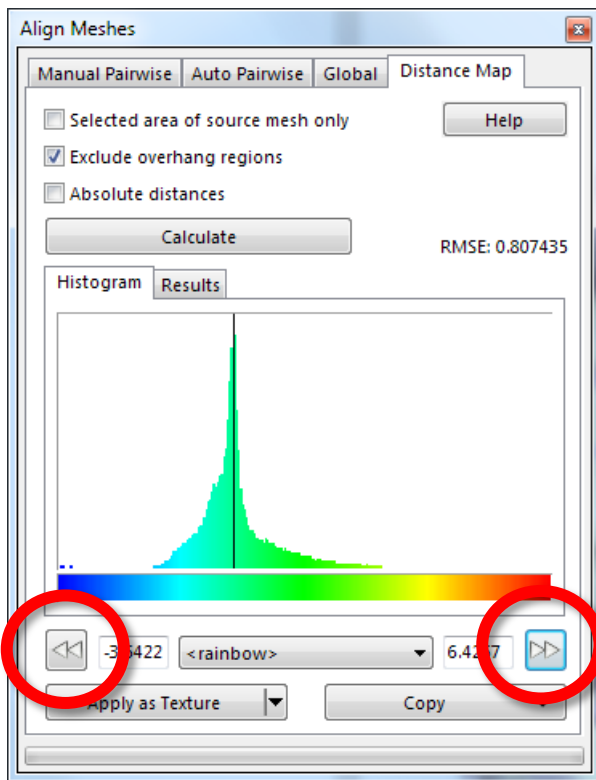 Align Meshes
Manual Pairwise Auto Pairwise Global Distance Map
Selected area of source mesh only Help
Exclude overhang regions
Absolute distances
Calculate RMSE: 0.807435
Histogram Results
<rainbow>
Apply as Texture Copy